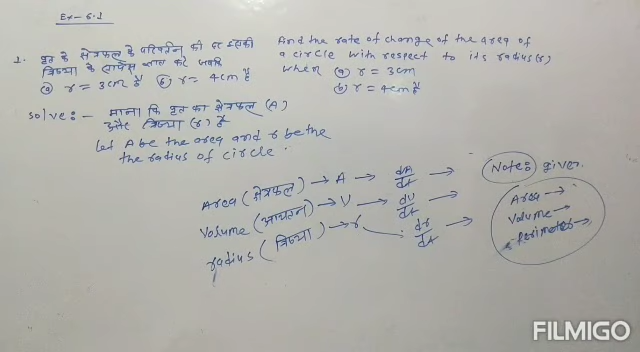 Ex-6.1
1. वृत के क्षेत्रफल के परिवर्तन की दर इसकी
त्रिज्या के सापेक्ष ज्ञात करें जबकि
(a) r = 3cm है (b) r = 4cm है
And the rate of change of the area of
a circle with respect to its radius (r)
when (a) r = 3cm
(b) r = 4cm
Solve:- माना कि वृत का क्षेत्रफल (A)
और त्रिज्या (r) है
Let A be the area and r be the
the radius of circle.
Area (क्षेत्रफल) → A → dA/dt →
Volume (आयतन) → V → dV/dt →
radius (त्रिज्या) → r dr/dt →
Note: given.
Area →
Volume →
Perimeter →
FILMIGO